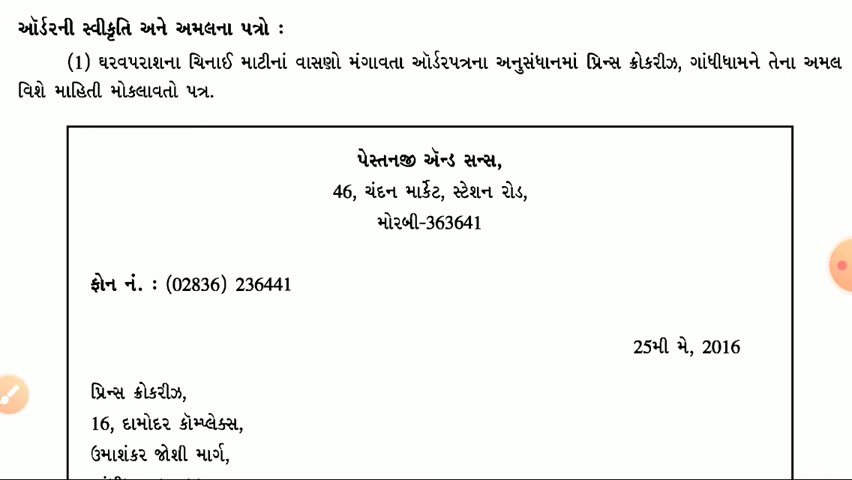 ઑર્ડરની સ્વીકૃતિ અને અમલના પત્રો :
(1) ઘરવપરાશના ચિનાઈ માટીનાં વાસણો મંગાવતા ઑર્ડરપત્રના અનુસંધાનમાં પ્રિન્સ ક્રોકરીઝ, ગાંધીધામને તેના અમલ
વિશે માહિતી મોકલાવતો પત્ર.
પેસ્તનજી ઍન્ડ સન્સ,
46, ચંદન માર્કેટ, સ્ટેશન રોડ,
મોરબી-363641
ફોન નં. : (02836) 236441
25મી મે, 2016
પ્રિન્સ ક્રોકરીઝ,
16, દામોદર કૉમ્પ્લેક્સ,
ઉમાશંકર જોશી માર્ગ,